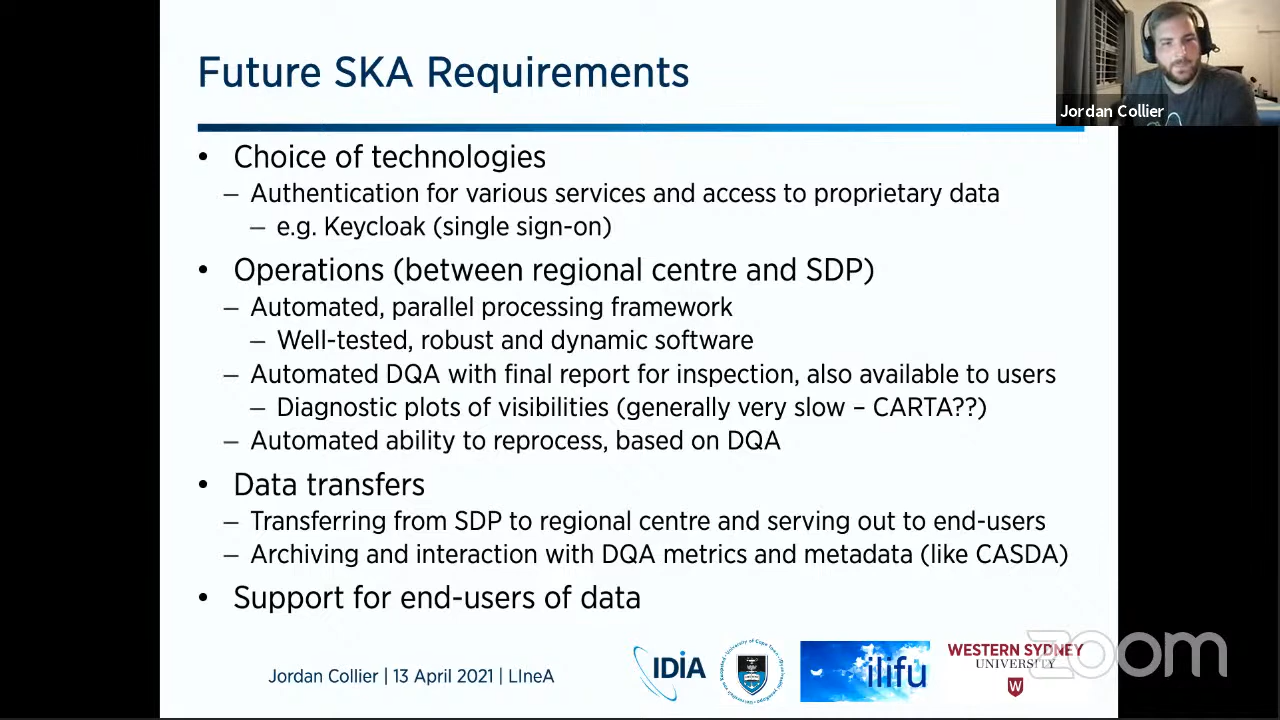 Future SKA Requirements
Jordan Collier
• Choice of technologies
– Authentication for various services and access to proprietary data
– e.g. Keycloak (single sign-on)
• Operations (between regional centre and SDP)
– Automated, parallel processing framework
– Well-tested, robust and dynamic software
– Automated DQA with final report for inspection, also available to users
– Diagnostic plots of visibilities (generally very slow – CARTA??)
– Automated ability to reprocess, based on DQA
• Data transfers
– Transferring from SDP to regional centre and serving out to end-users
– Archiving and interaction with DQA metrics and metadata (like CASDA)
• Support for end-users of data
Jordan Collier | 13 April 2021 | LIneA
IDIA
ilifu
WESTERN SYDNEY
UNIVERSITY
W
zoom